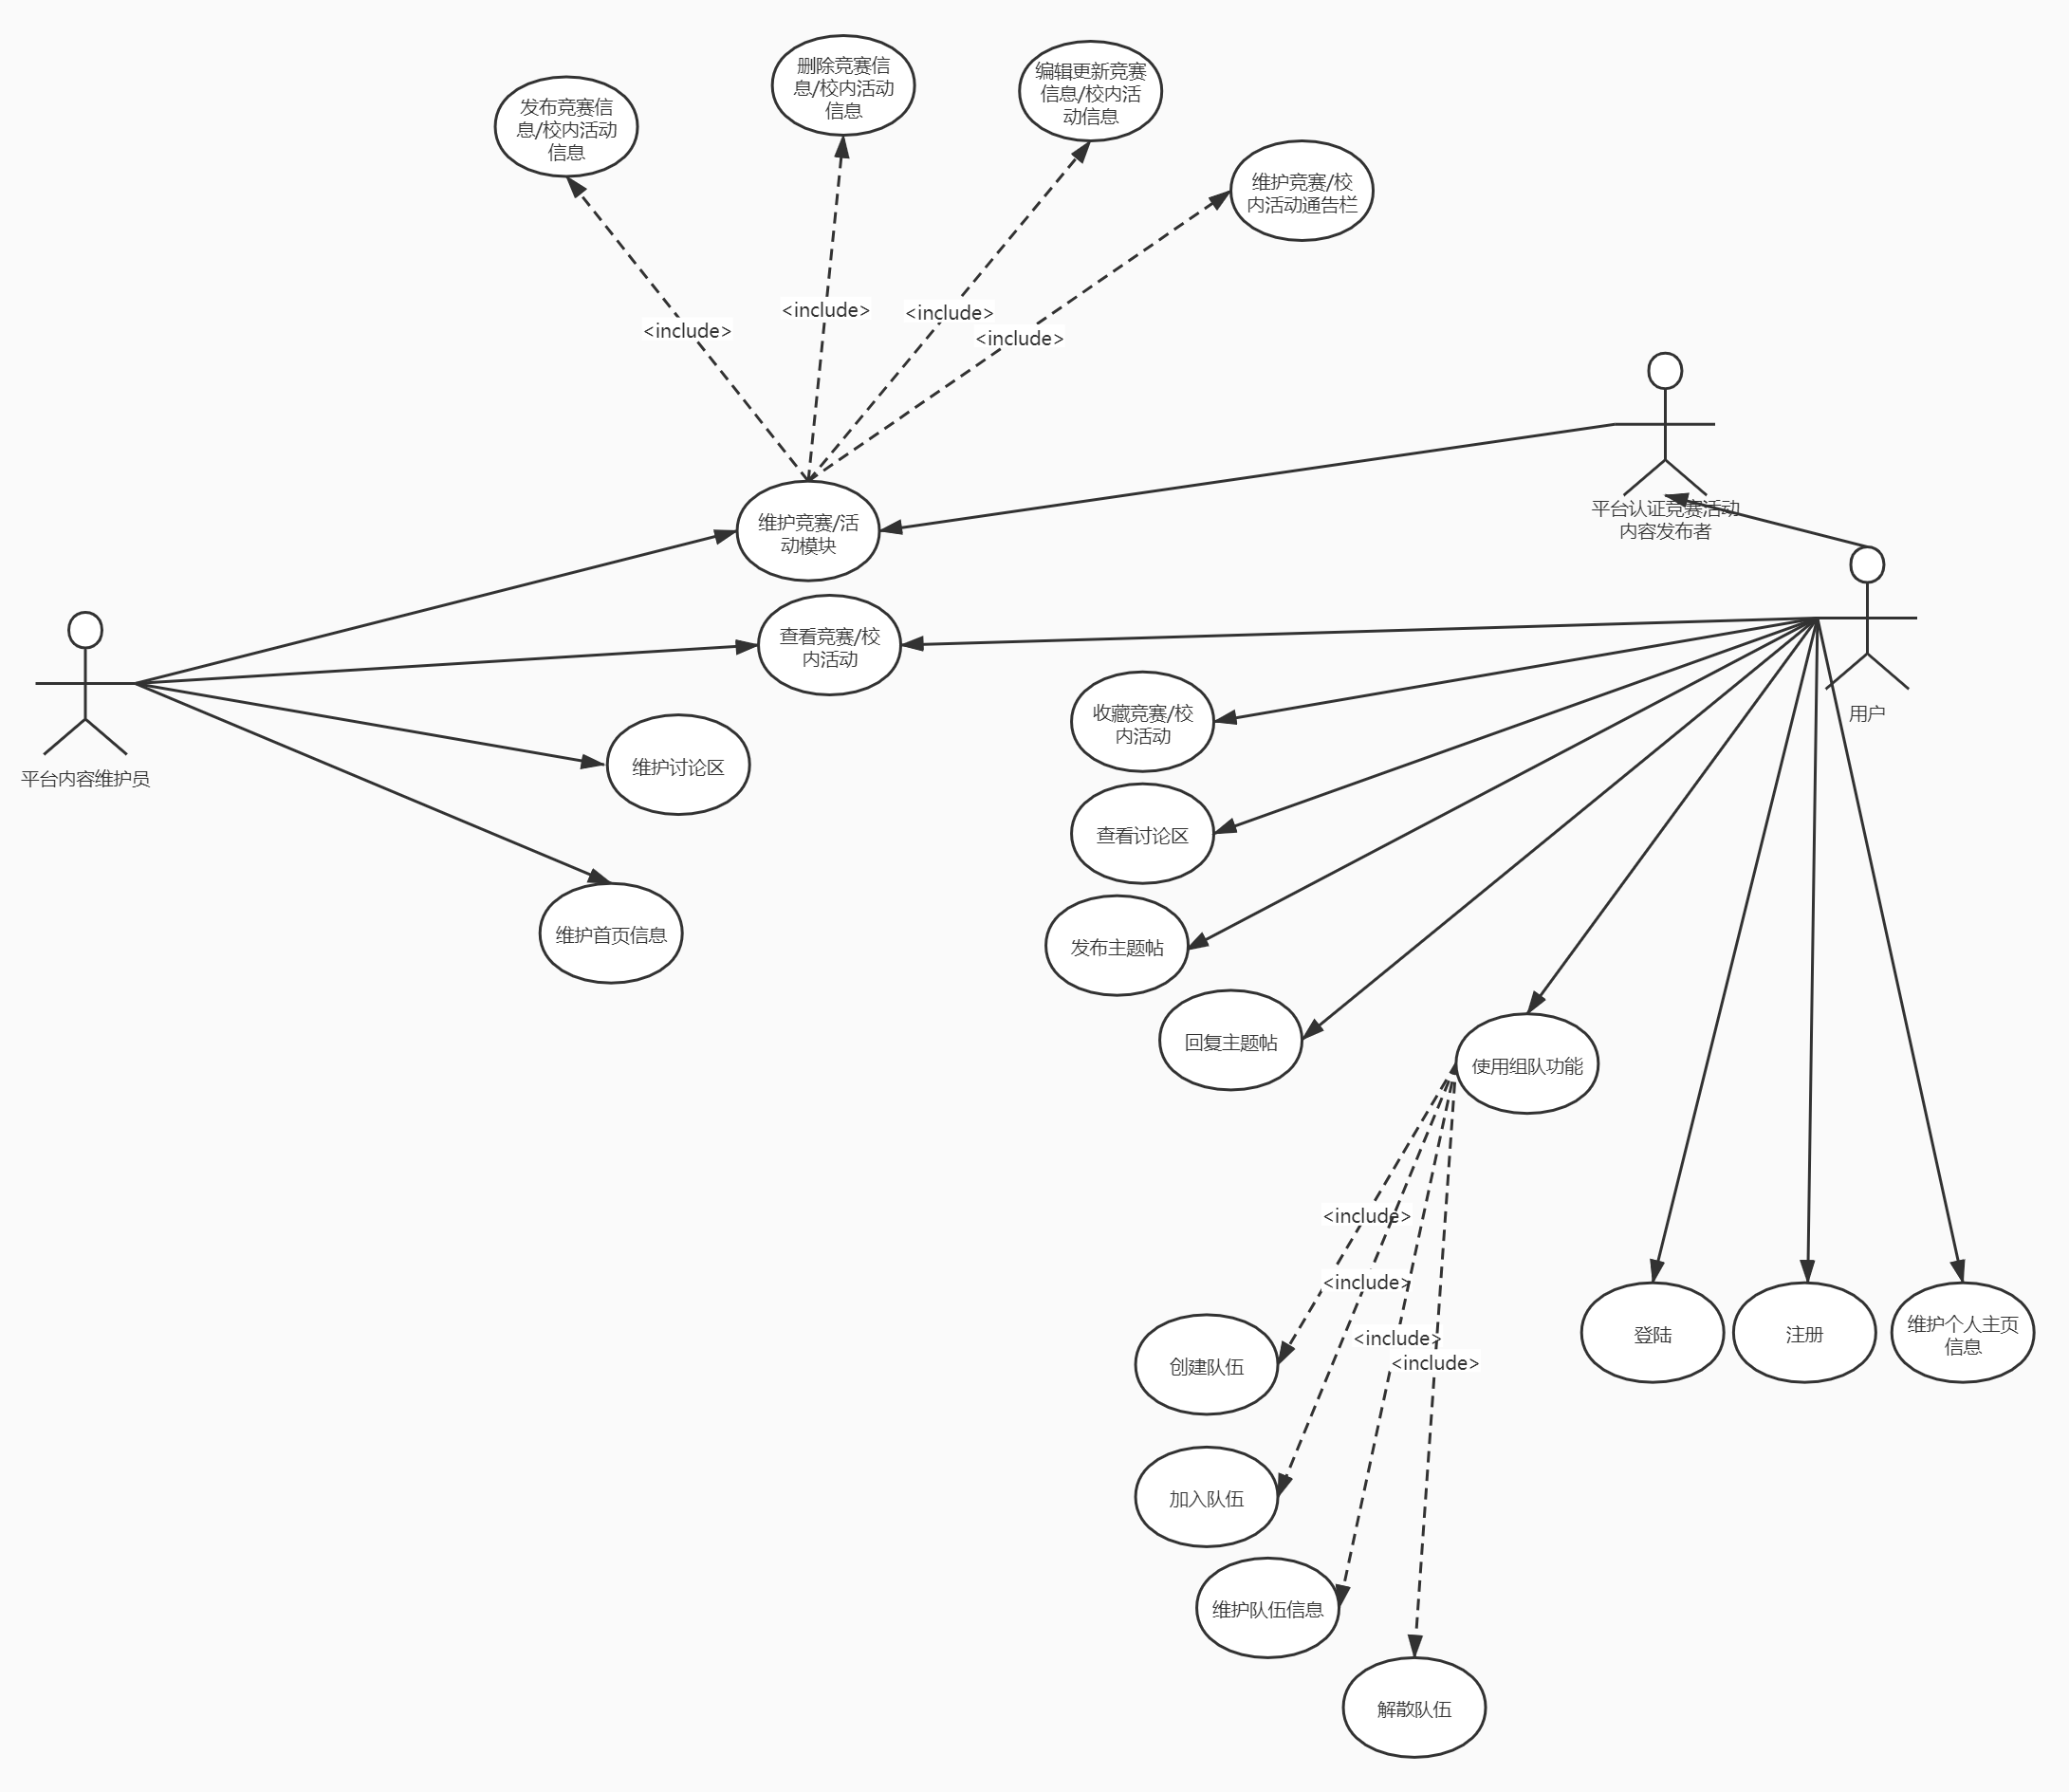 删除竞赛信
息/校内活动
信息
编辑更新竞赛
信息/校内活
动信息
发布竞赛信
息/校内活动
信息
维护竞赛/校
内活动通告栏
<include>
<include>
<include>
<include>
平台认证竞赛活动
内容发布者
维护竞赛/活
动模块
查看竞赛/校
内活动
用户
收藏竞赛/校
内活动
平台内容维护员
维护讨论区
查看讨论区
维护首页信息
发布主题帖
回复主题帖
使用组队功能
<include>
<include>
<include>
<include>
登陆
注册
维护个人主页
信息
创建队伍
加入队伍
维护队伍信息
解散队伍